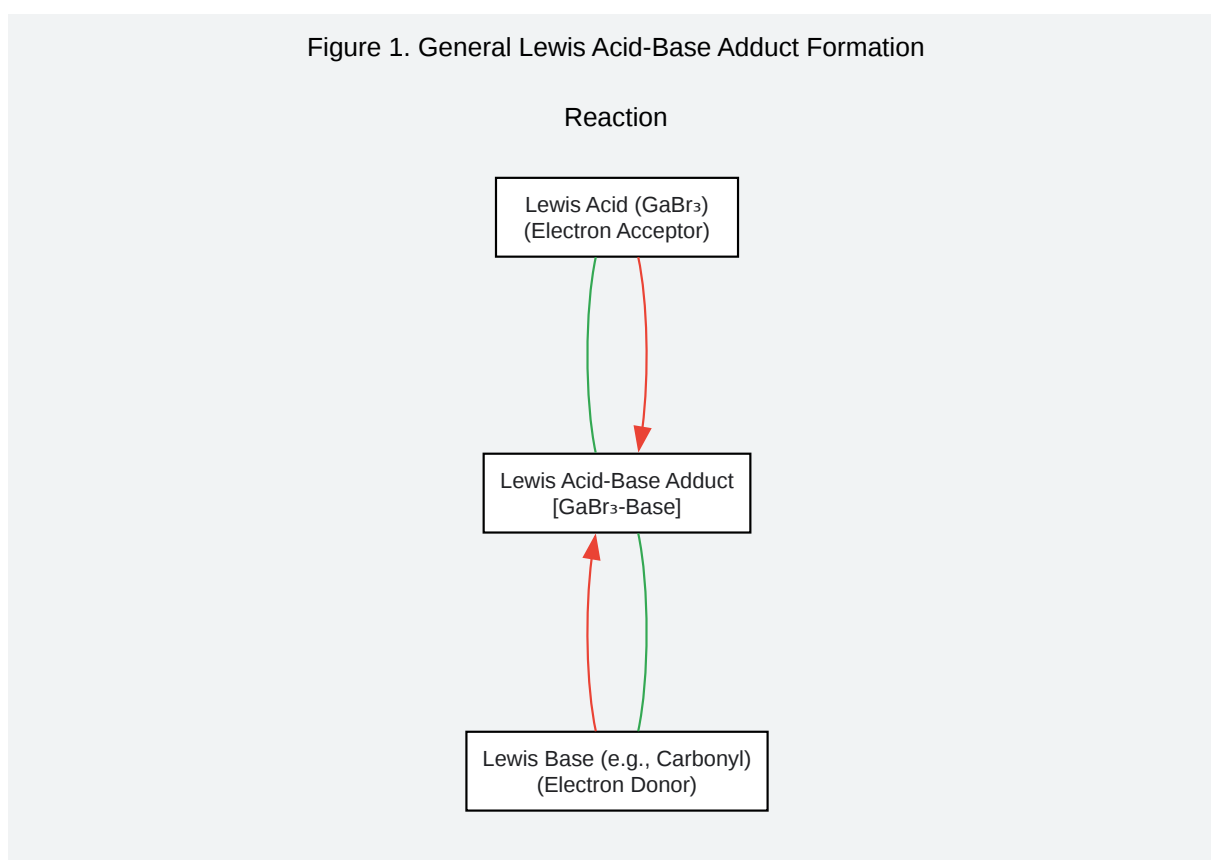 Figure 1. General Lewis Acid-Base Adduct Formation
Reaction
Lewis Acid (GaBr₃)
(Electron Acceptor)
Lewis Acid-Base Adduct
[GaBr₃-Base]
Lewis Base (e.g., Carbonyl)
(Electron Donor)